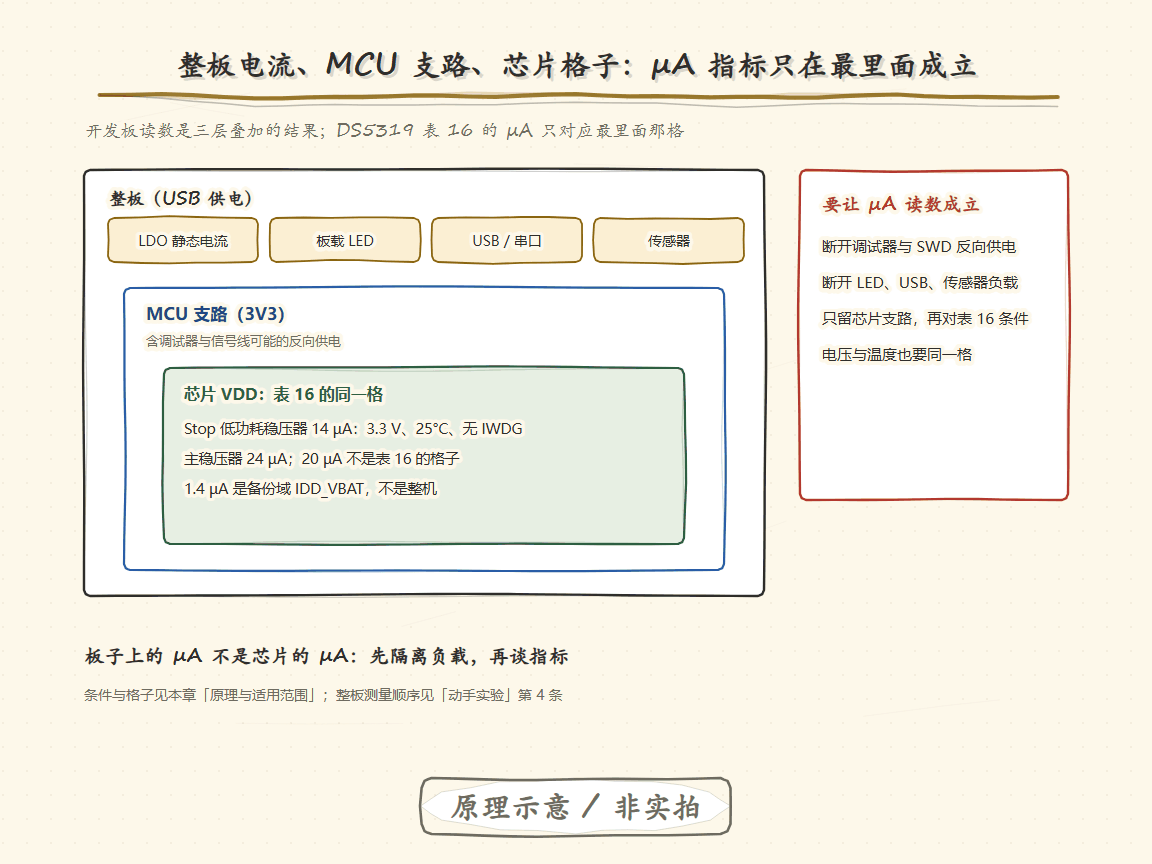 整板电流、MCU 支路、芯片格子：μA 指标只在最里面成立
开发板读数是三层叠加的结果；DS5319 表 16 的 μA 只对应最里面那格
整板（USB 供电）
LDO 静态电流
板载 LED
USB / 串口
传感器
MCU 支路（3V3）
含调试器与信号线可能的反向供电
芯片 VDD：表 16 的同一格
Stop 低功耗稳压器 14 μA：3.3 V、25°C、无 IWDG
主稳压器 24 μA；20 μA 不是表 16 的格子
1.4 μA 是备份域 IDD_VBAT，不是整机
要让 μA 读数成立
断开调试器与 SWD 反向供电
断开 LED、USB、传感器负载
只留芯片支路，再对表 16 条件
电压与温度也要同一格
板子上的 μA 不是芯片的 μA：先隔离负载，再谈指标
条件与格子见本章「原理与适用范围」；整板测量顺序见「动手实验」第 4 条
原理示意 / 非实拍